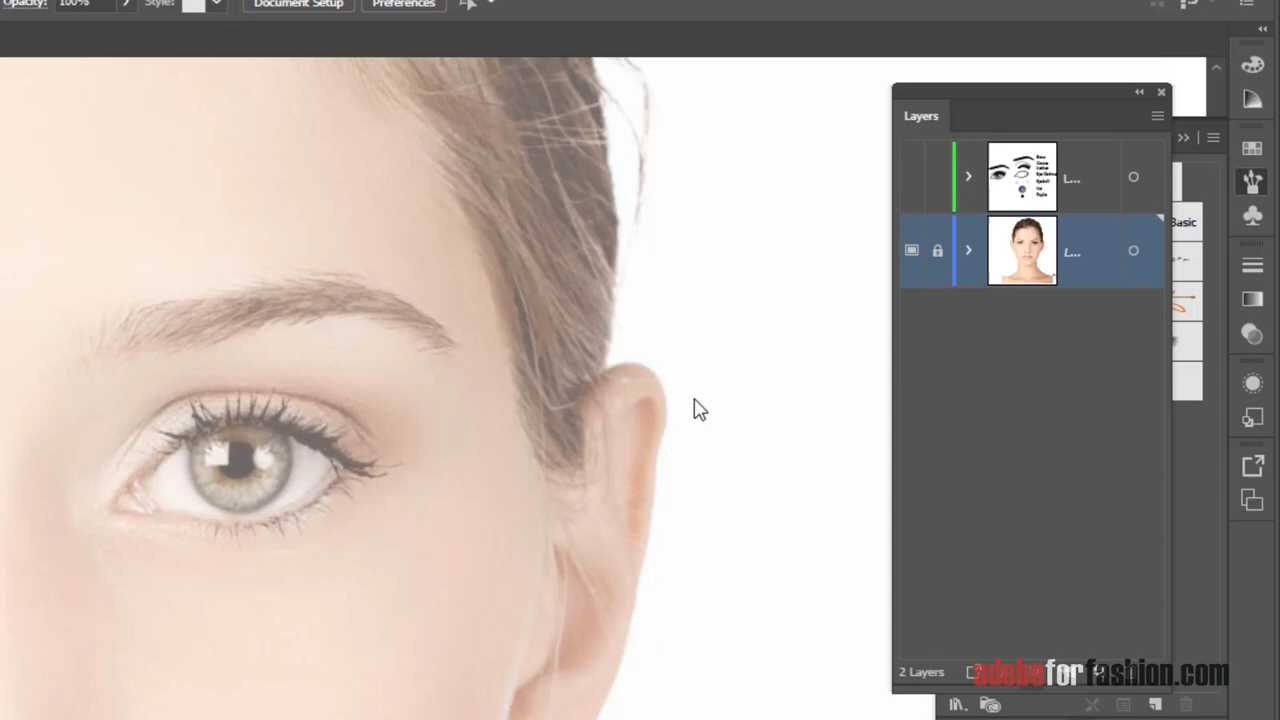 Opacity: 100% Style: Document Setup Preferences
Layers
L...
L...
Basic
2 Layers
adobeforfashion.com